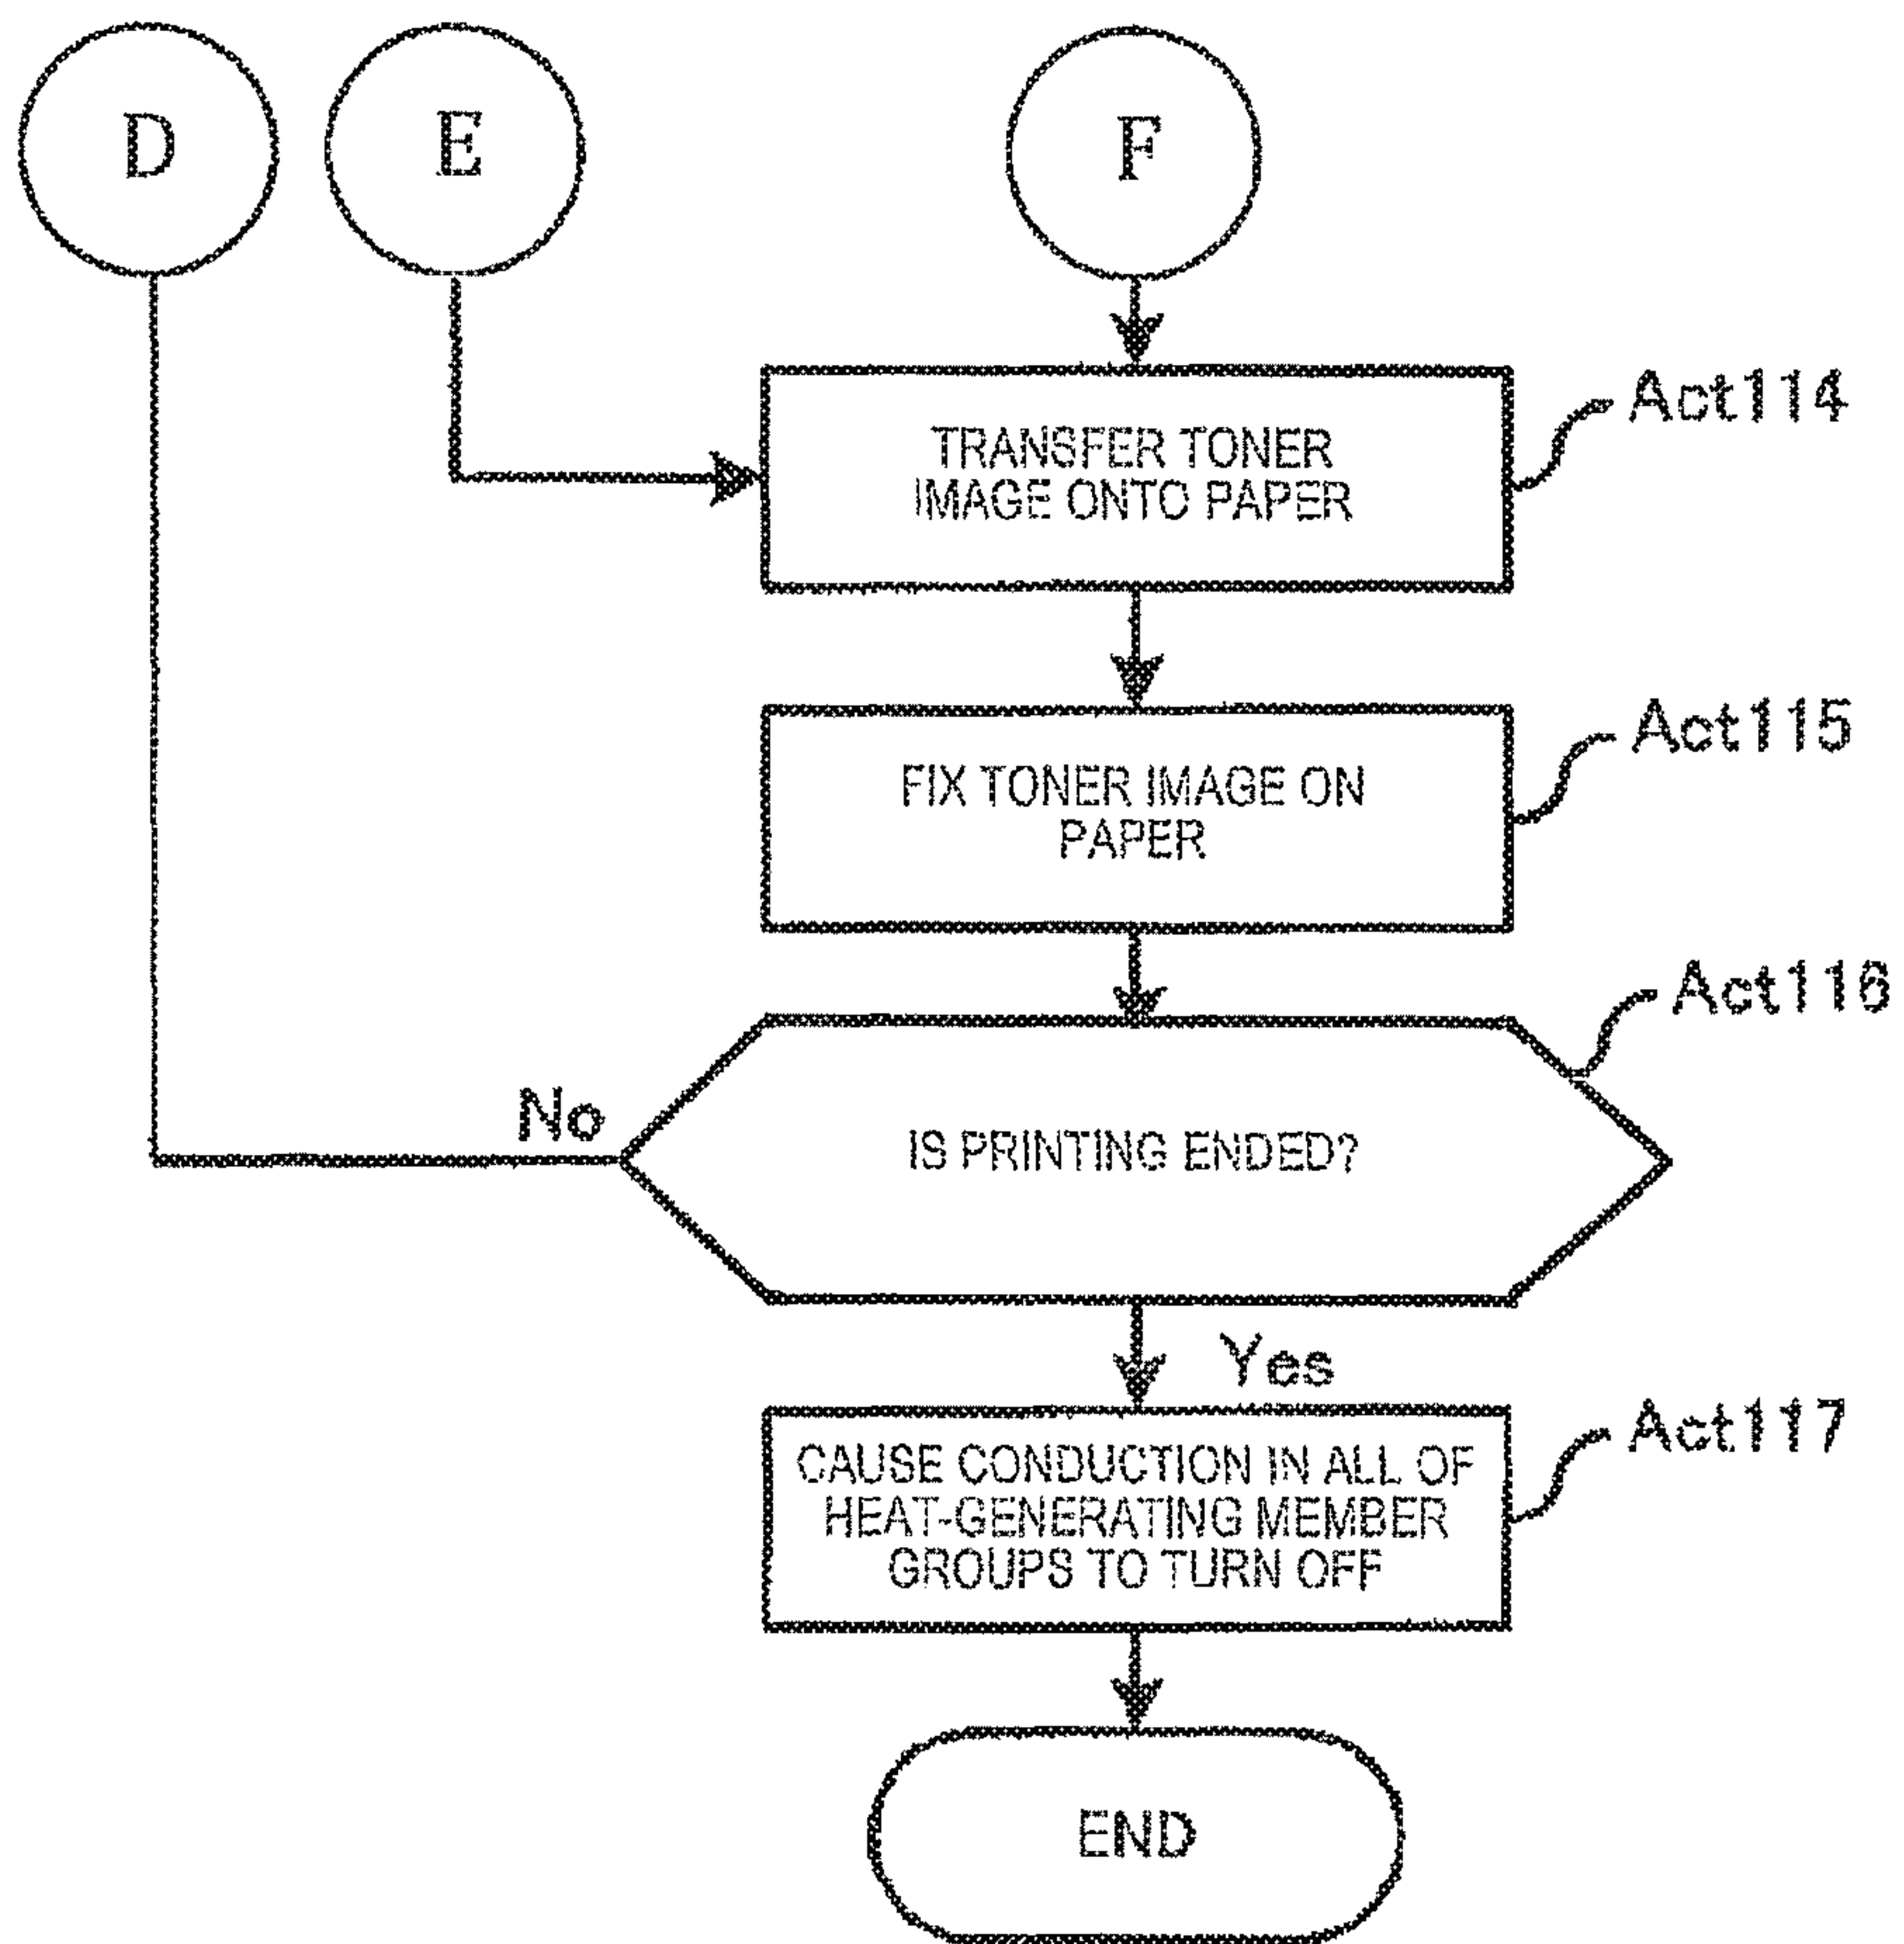 D
E
F
TRANSFER TONER
IMAGE ONTO PAPER
Act114
FIX TONER IMAGE ON
PAPER
Act115
Act116
No
IS PRINTING ENDED?
Yes
CAUSE CONDUCTION IN ALL OF
HEAT-GENERATING MEMBER
GROUPS TO TURN OFF
Act117
END